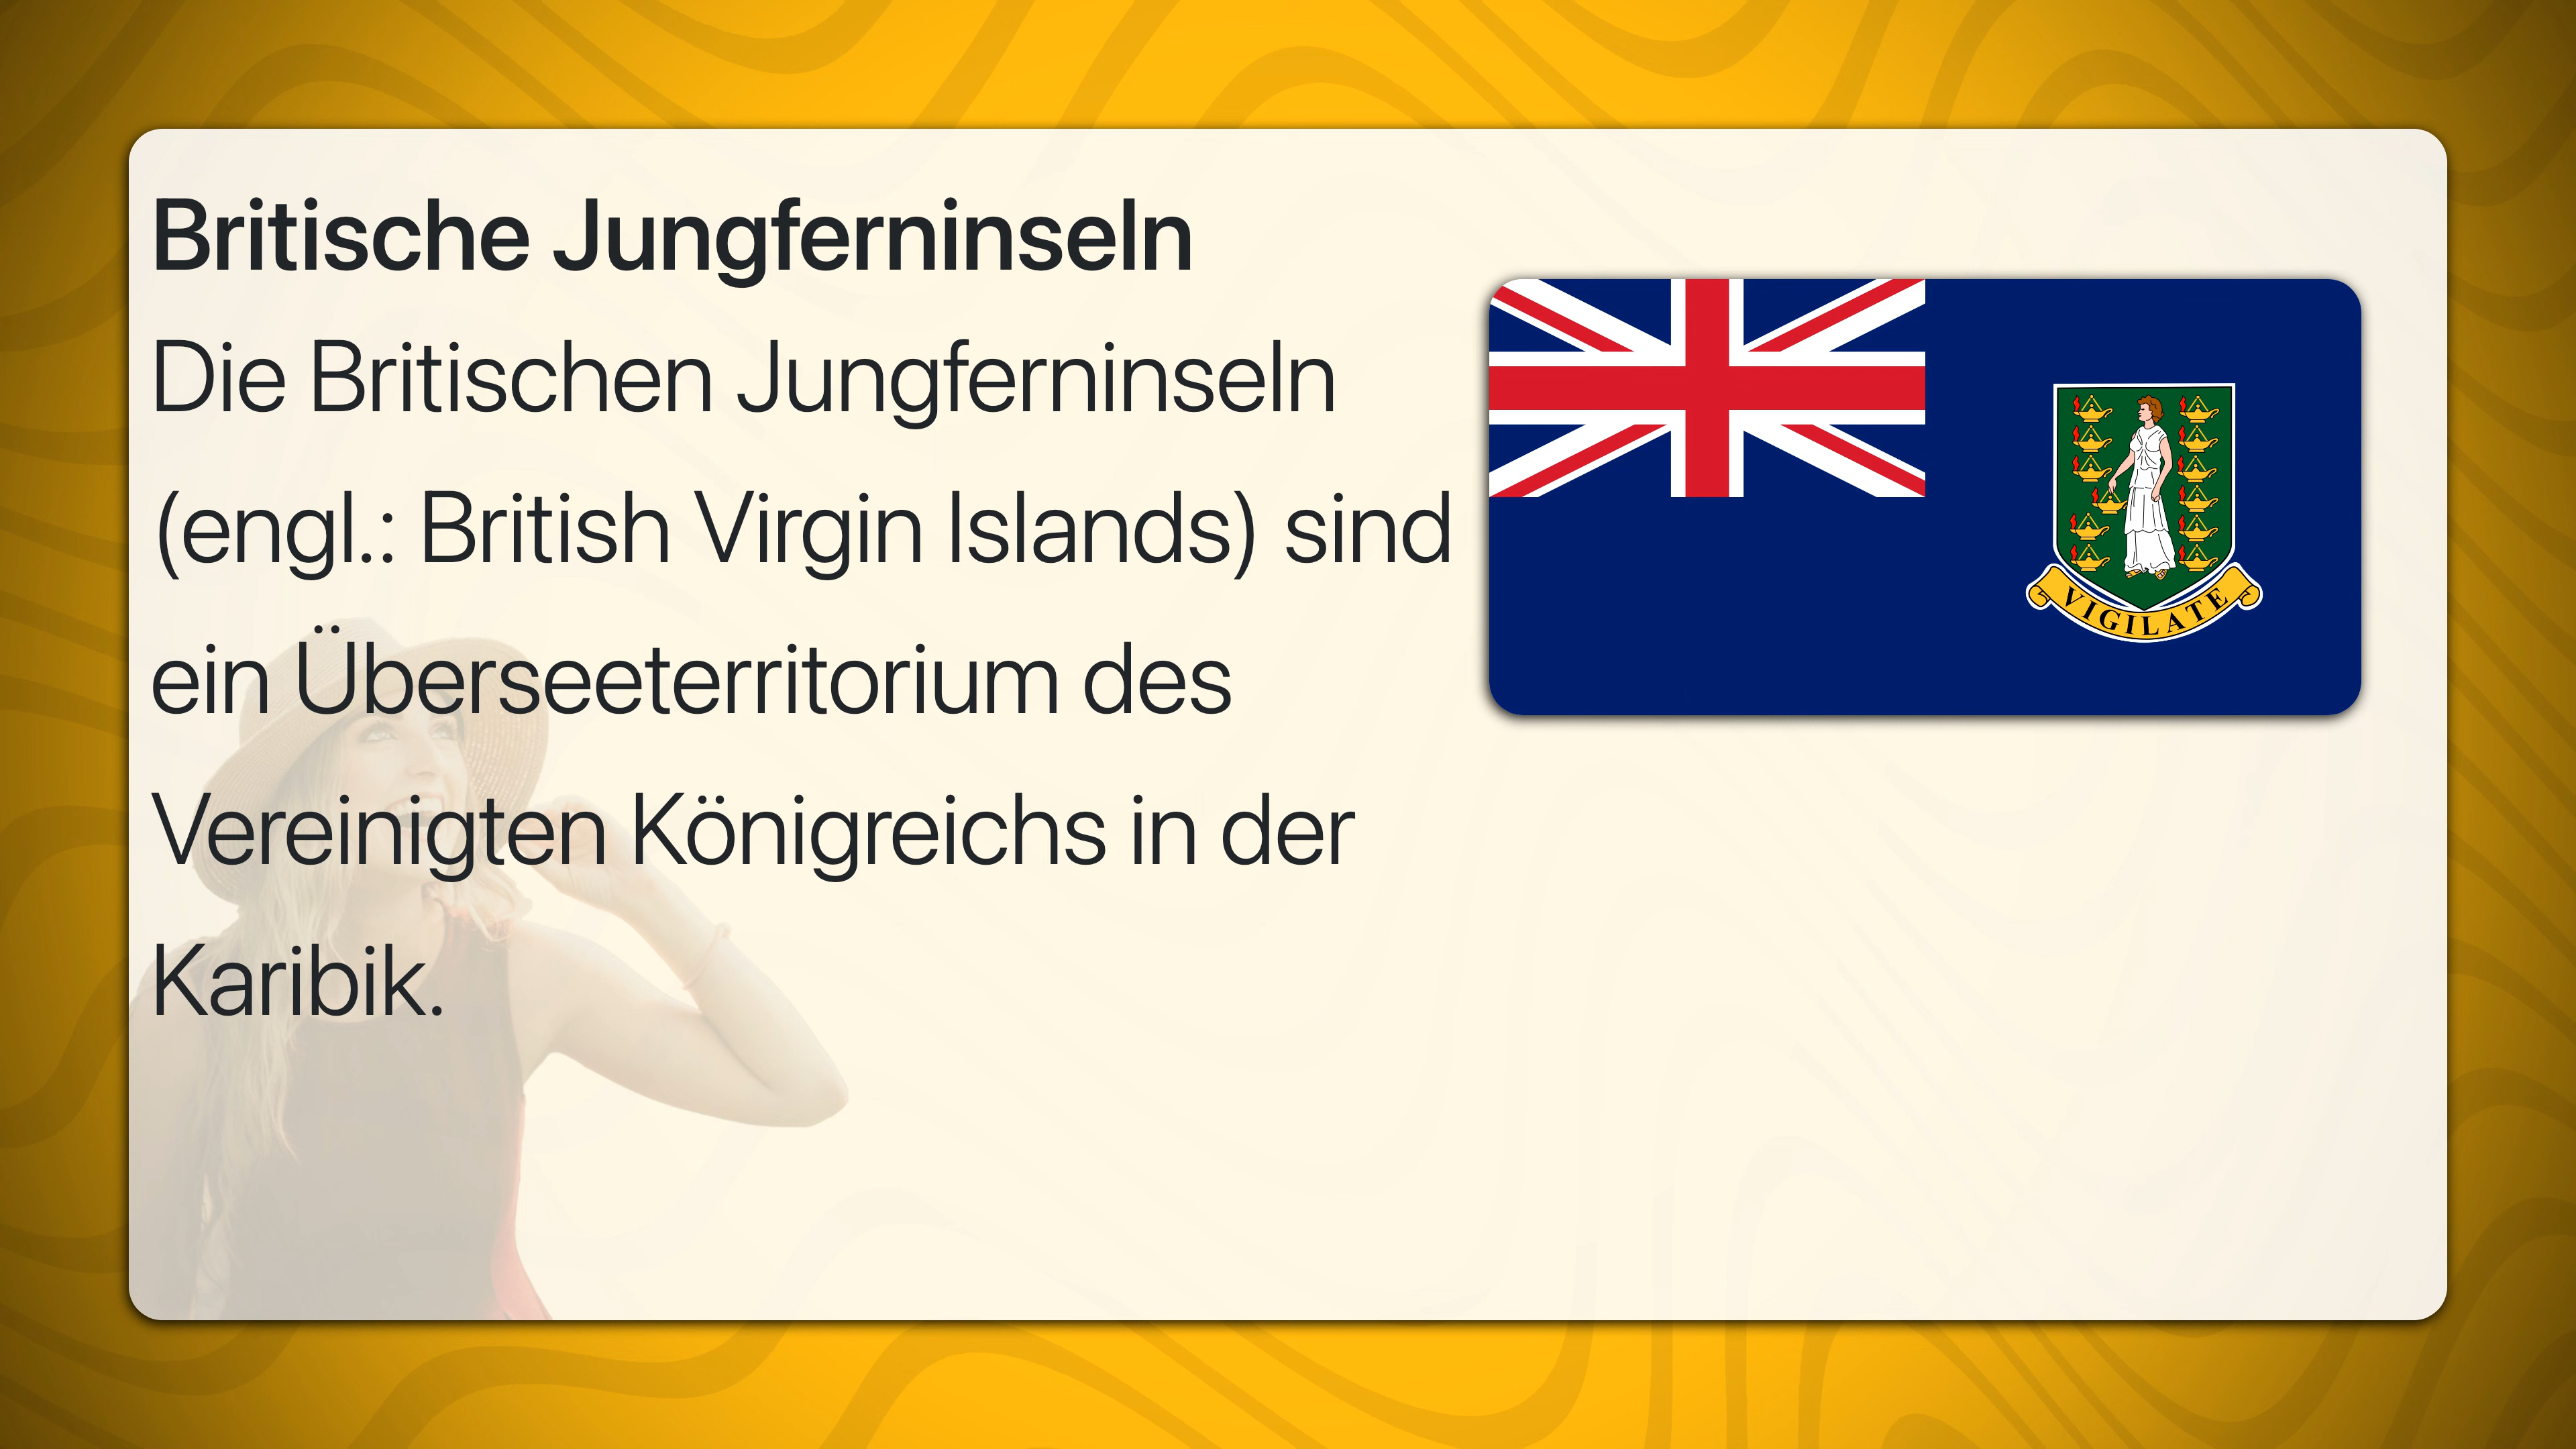 Britische Jungferninseln
Die Britischen Jungferninseln
(engl.: British Virgin Islands) sind
ein Überseeterritorium des
Vereinigten Königreichs in der
Karibik.
VIGILATE